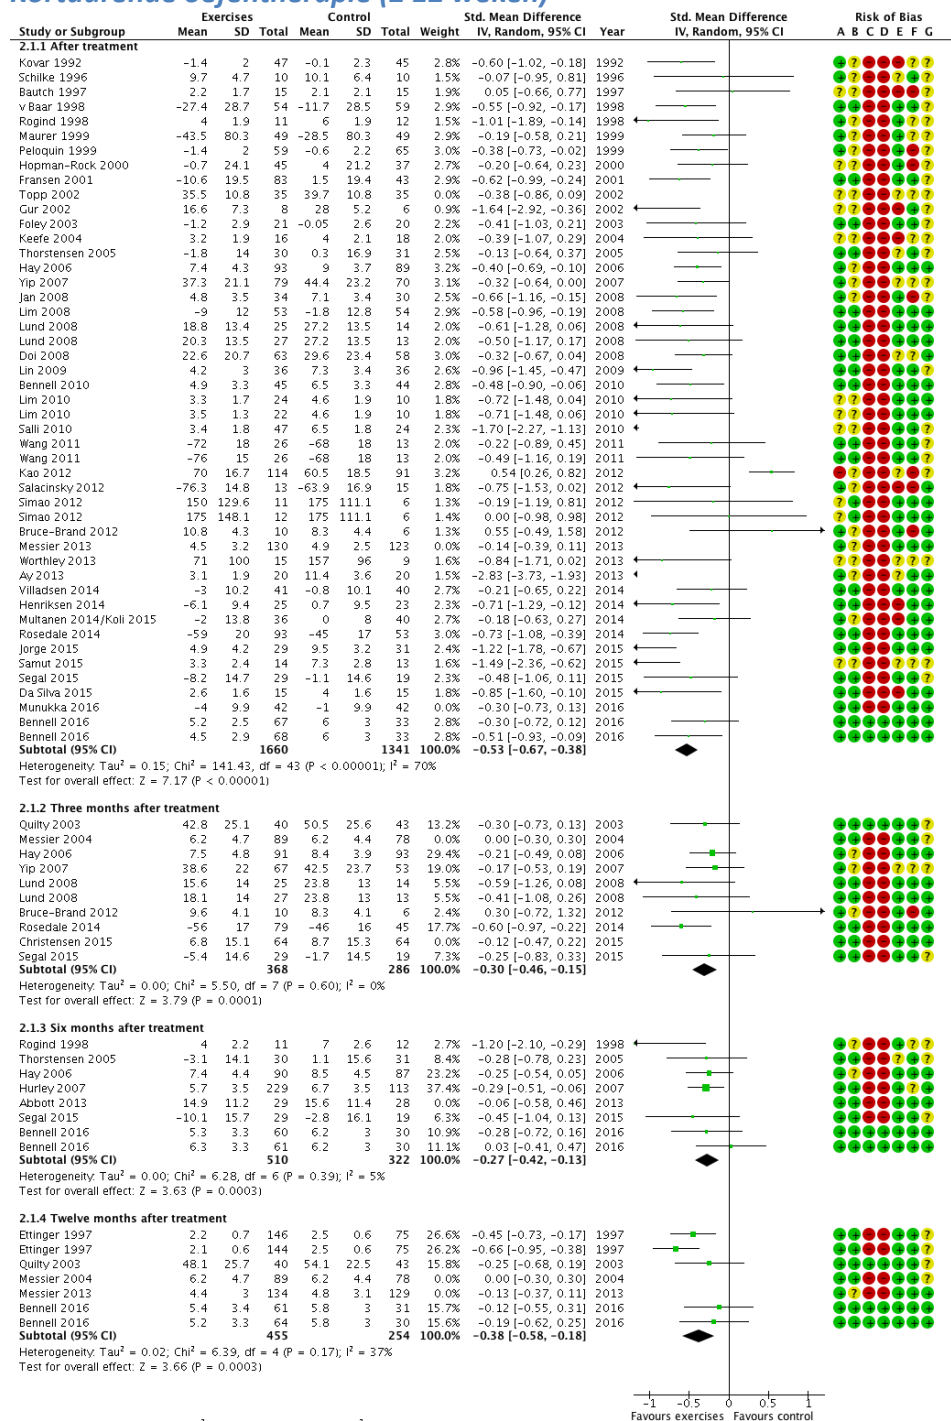 Kortdurende oefentherapie (2-12 weken)
Exercises Control Std. Mean Difference Std. Mean Difference Risk of Bias
Study or Subgroup Mean SD Total Mean SD Total Weight IV, Random, 95% CI Year IV, Random, 95% CI A B C D E F G
2.1.1 After treatment
Kovar 1992 -1.4 2 47 -0.1 2.3 45 2.8% -0.60 [-1.02, -0.18] 1992
Schilke 1996 9.7 4.7 10 10.1 6.4 10 1.7% -0.07 [-0.95, 0.81] 1996
Bautch 1997 2.2 1.7 15 2.1 2.1 15 2.1% 0.05 [-0.66, 0.77] 1997
v Baar 1998 -27.4 28.7 54 -11.7 28.5 59 2.9% -0.55 [-0.92, -0.17] 1998
Rogind 1998 4 1.9 11 6 1.9 12 1.7% -1.01 [-1.89, -0.14] 1998
Maurer 1999 -43.5 80.3 49 -28.5 80.3 49 2.9% -0.19 [-0.58, 0.21] 1999
Peloquin 1999 -1.4 2 59 -0.6 2.2 65 3.0% -0.38 [-0.73, -0.02] 1999
Hopman-Rock 2000 -0.7 24.1 45 4 21.2 37 2.7% -0.20 [-0.64, 0.23] 2000
Fransen 2001 -10.6 19.5 83 1.5 19.4 43 2.9% -0.62 [-0.99, -0.24] 2001
Topp 2002 35.5 10.8 35 39.7 10.8 35 2.7% -0.38 [-0.86, 0.09] 2002
Gur 2002 16.6 7.3 8 28 5.2 6 0.9% -1.64 [-2.92, -0.36] 2002
Foley 2003 -1.2 2.9 21 -0.05 2.6 20 2.3% -0.41 [-1.03, 0.21] 2003
Keefe 2004 3.2 1.9 16 4 2.1 18 2.2% -0.39 [-1.07, 0.29] 2004
Thorstensen 2005 -1.8 14 30 0.3 16.9 31 2.6% -0.13 [-0.64, 0.37] 2005
Hay 2006 7.4 4.3 93 9 3.7 89 3.2% -0.40 [-0.69, -0.10] 2006
Yip 2007 37.3 21.1 79 44.4 23.2 70 3.1% -0.32 [-0.64, 0.00] 2007
Jan 2008 4.8 3.5 34 7.1 3.4 30 2.6% -0.66 [-1.16, -0.15] 2008
Lim 2008 -9 12 53 -1.8 12.8 54 2.9% -0.58 [-0.96, -0.19] 2008
Lund 2008 18.8 13.4 25 27.2 13.5 14 2.2% -0.61 [-1.28, 0.06] 2008
Lund 2008 20.3 13.5 27 27.2 13.5 13 2.2% -0.50 [-1.17, 0.17] 2008
Doi 2008 22.6 20.7 63 29.6 23.4 58 3.0% -0.32 [-0.67, 0.04] 2008
Lin 2009 4.2 3 36 7.3 3.4 36 2.6% -0.96 [-1.45, -0.47] 2009
Bennell 2010 4.9 3.3 45 6.5 3.3 44 2.8% -0.48 [-0.90, -0.06] 2010
Lim 2010 3.3 1.7 24 4.6 1.9 10 2.0% -0.72 [-1.48, 0.04] 2010
Lim 2010 3.5 1.3 22 4.6 1.9 10 2.0% -0.71 [-1.48, 0.06] 2010
Salli 2010 3.4 1.8 47 6.5 1.8 24 2.4% -1.70 [-2.27, -1.13] 2010
Wang 2011 -72 18 26 -68 18 13 2.2% -0.22 [-0.89, 0.45] 2011
Wang 2011 -76 15 26 -68 18 13 2.2% -0.49 [-1.16, 0.19] 2011
Kao 2012 70 16.7 114 60.5 18.5 91 3.2% 0.54 [0.26, 0.82] 2012
Salacinsky 2012 -76.3 14.8 13 -63.9 16.9 15 2.0% -0.75 [-1.53, 0.02] 2012
Simao 2012 150 129.6 11 175 111.1 6 1.4% -0.19 [-1.19, 0.81] 2012
Simao 2012 175 148.1 12 175 111.1 6 1.4% 0.00 [-0.98, 0.98] 2012
Bruce-Brand 2012 10.8 4.3 10 8.3 4.4 6 1.3% 0.55 [-0.49, 1.58] 2012
Messier 2013 4.5 3.2 130 4.9 2.5 123 0.0% -0.14 [-0.39, 0.11] 2013
Worthley 2013 71 100 15 157 96 9 1.7% -0.84 [-1.71, 0.02] 2013
Ay 2013 3.1 1.9 20 11.4 3.6 20 1.6% -2.83 [-3.73, -1.93] 2013
Villadsen 2014 -3 10.2 41 -0.8 10.1 40 2.8% -0.21 [-0.65, 0.22] 2014
Henriksen 2014 -6.1 9.4 25 0.7 9.5 23 2.4% -0.71 [-1.29, -0.12] 2014
Multanen 2014/Koli 2015 -2 13.8 36 0 8 40 2.7% -0.18 [-0.63, 0.27] 2014
Rosedale 2014 -59 20 93 -45 17 53 3.0% -0.73 [-1.08, -0.39] 2014
Jorge 2015 4.9 4.2 29 9.5 3.2 31 2.4% -1.22 [-1.78, -0.67] 2015
Samut 2015 3.3 2.4 14 7.3 2.8 13 1.7% -1.49 [-2.36, -0.62] 2015
Segal 2015 -8.2 14.7 29 -1.1 14.6 19 2.4% -0.48 [-1.06, 0.11] 2015
Da Silva 2015 2.6 1.6 15 4 1.6 15 1.8% -0.85 [-1.60, -0.10] 2015
Munukka 2016 -4 9.9 42 -1 9.9 42 0.0% -0.30 [-0.73, 0.13] 2016
Bennell 2016 5.2 2.5 67 6 3 33 2.8% -0.30 [-0.72, 0.12] 2016
Bennell 2016 4.5 2.9 68 6 3 33 2.8% -0.51 [-0.93, -0.09] 2016
Subtotal (95% CI) 1660 1341 100.0% -0.53 [-0.67, -0.38]
Heterogeneity: Tau² = 0.15; Chi² = 141.43, df = 43 (P < 0.00001); I² = 70%
Test for overall effect: Z = 7.17 (P < 0.00001)
2.1.2 Three months after treatment
Quilty 2003 42.8 25.1 40 50.5 25.6 43 13.2% -0.30 [-0.73, 0.13] 2003
Messier 2004 6.2 4.7 89 6.2 4.4 78 0.0% 0.00 [-0.30, 0.30] 2004
Hay 2006 7.5 4.8 91 8.4 3.9 93 29.4% -0.21 [-0.49, 0.08] 2006
Yip 2007 38.6 22 67 42.5 23.7 53 19.0% -0.17 [-0.53, 0.19] 2007
Lund 2008 15.6 14 25 23.8 13 14 5.5% -0.59 [-1.26, 0.08] 2008
Lund 2008 18.1 14 27 23.8 13 13 5.5% -0.41 [-1.08, 0.26] 2008
Bruce-Brand 2012 9.6 4.1 10 8.3 4.1 6 2.4% 0.30 [-0.72, 1.32] 2012
Rosedale 2014 -56 17 79 -46 16 45 17.7% -0.60 [-0.97, -0.22] 2014
Christensen 2015 6.8 15.1 64 8.7 15.3 64 0.0% -0.12 [-0.47, 0.22] 2015
Segal 2015 -5.4 14.6 29 -1.7 14.5 19 7.3% -0.25 [-0.83, 0.33] 2015
Subtotal (95% CI) 368 286 100.0% -0.30 [-0.46, -0.15]
Heterogeneity: Tau² = 0.00; Chi² = 5.50, df = 7 (P = 0.60); I² = 0%
Test for overall effect: Z = 3.79 (P = 0.0001)
2.1.3 Six months after treatment
Rogind 1998 4 2.2 11 7 2.6 12 2.7% -1.20 [-2.10, -0.29] 1998
Thorstensen 2005 -3.1 14.1 30 1.1 15.6 31 8.4% -0.28 [-0.78, 0.23] 2005
Hay 2006 7.4 4.4 90 8.5 4.5 87 23.2% -0.25 [-0.54, 0.05] 2006
Hurley 2007 5.7 3.5 229 6.7 3.5 113 37.4% -0.29 [-0.51, -0.06] 2007
Abbott 2013 14.9 11.2 29 15.6 11.4 28 0.0% -0.06 [-0.58, 0.46] 2013
Segal 2015 -10.1 15.7 29 -2.8 16.1 19 6.3% -0.45 [-1.04, 0.13] 2015
Bennell 2016 5.3 3.3 60 6.2 3 30 10.9% -0.28 [-0.72, 0.16] 2016
Bennell 2016 6.3 3.3 61 6.2 3 30 11.1% 0.03 [-0.41, 0.47] 2016
Subtotal (95% CI) 510 322 100.0% -0.27 [-0.42, -0.13]
Heterogeneity: Tau² = 0.00; Chi² = 6.28, df = 6 (P = 0.39); I² = 5%
Test for overall effect: Z = 3.63 (P = 0.0003)
2.1.4 Twelve months after treatment
Ettinger 1997 2.2 0.7 146 2.5 0.6 75 26.6% -0.45 [-0.73, -0.17] 1997
Ettinger 1997 2.1 0.6 144 2.5 0.6 75 26.2% -0.66 [-0.95, -0.38] 1997
Quilty 2003 48.1 25.7 40 54.1 22.5 43 15.8% -0.25 [-0.68, 0.19] 2003
Messier 2004 6.2 4.7 89 6.2 4.4 78 0.0% 0.00 [-0.30, 0.30] 2004
Messier 2013 4.4 3 134 4.8 3.1 129 0.0% -0.13 [-0.37, 0.11] 2013
Bennell 2016 5.4 3.4 61 5.8 3 31 15.7% -0.12 [-0.55, 0.31] 2016
Bennell 2016 5.2 3.3 64 5.8 3 30 15.6% -0.19 [-0.62, 0.25] 2016
Subtotal (95% CI) 455 254 100.0% -0.38 [-0.58, -0.18]
Heterogeneity: Tau² = 0.02; Chi² = 6.39, df = 4 (P = 0.17); I² = 37%
Test for overall effect: Z = 3.66 (P = 0.0003)
-1 -0.5 0 0.5 1
Favours exercises Favours control